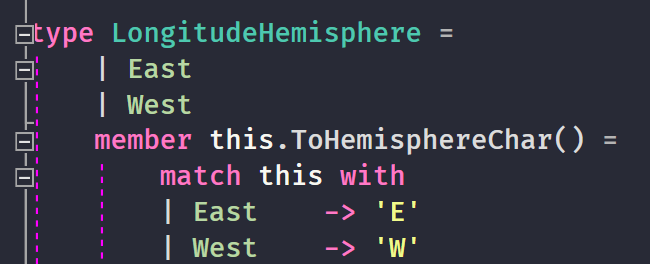 type LongitudeHemisphere =
    | East
    | West
    member this.ToHemisphereChar() =
        match this with
        | East    -> 'E'
        | West    -> 'W'